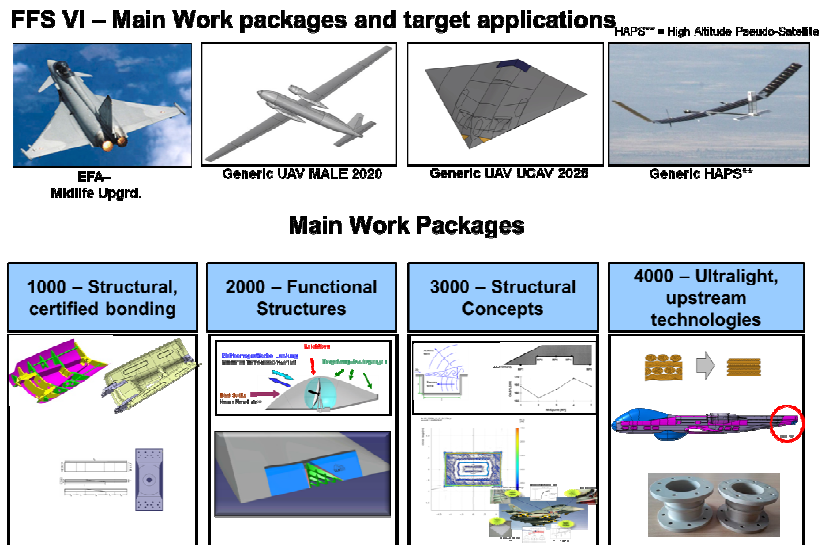 FFS VI – Main Work packages and target applications
HAPS** = High Altitude Pseudo-Satellite
EFA–
Midlife Upgrd.
Generic UAV MALE 2020
Generic UAV UCAV 2025
Generic HAPS**
Main Work Packages
1000 – Structural,
certified bonding
2000 – Functional
Structures
3000 – Structural
Concepts
4000 – Ultralight,
upstream
technologies